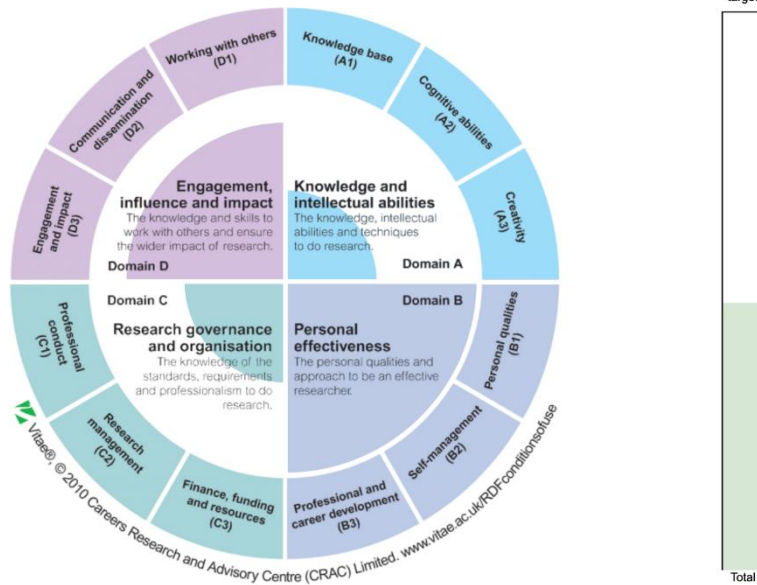 target
Working with others
(D1)
Knowledge base
(A1)
Communication and
dissemination
(D2)
Cognitive abilities
(A2)
Engagement
and impact
(D3)
Creativity
(A3)
Engagement,
influence and impact
The knowledge and skills to
work with others and ensure
the wider impact of research.
Domain D
Knowledge and
intellectual abilities
The knowledge, intellectual
abilities and techniques
to do research.
Domain A
Domain C
Research governance
and organisation
The knowledge of the
standards, requirements
and professionalism to do
research.
Domain B
Personal
effectiveness
The personal qualities and
approach to be an effective
researcher.
Professional
conduct
(C1)
Personal qualities
(B1)
Research
management
(C2)
Self-management
(B2)
Finance, funding
and resources
(C3)
Professional and
career development
(B3)
Vitae®, © 2010 Careers Research and Advisory Centre (CRAC) Limited. www.vitae.ac.uk/RDFconditionsofuse
Total